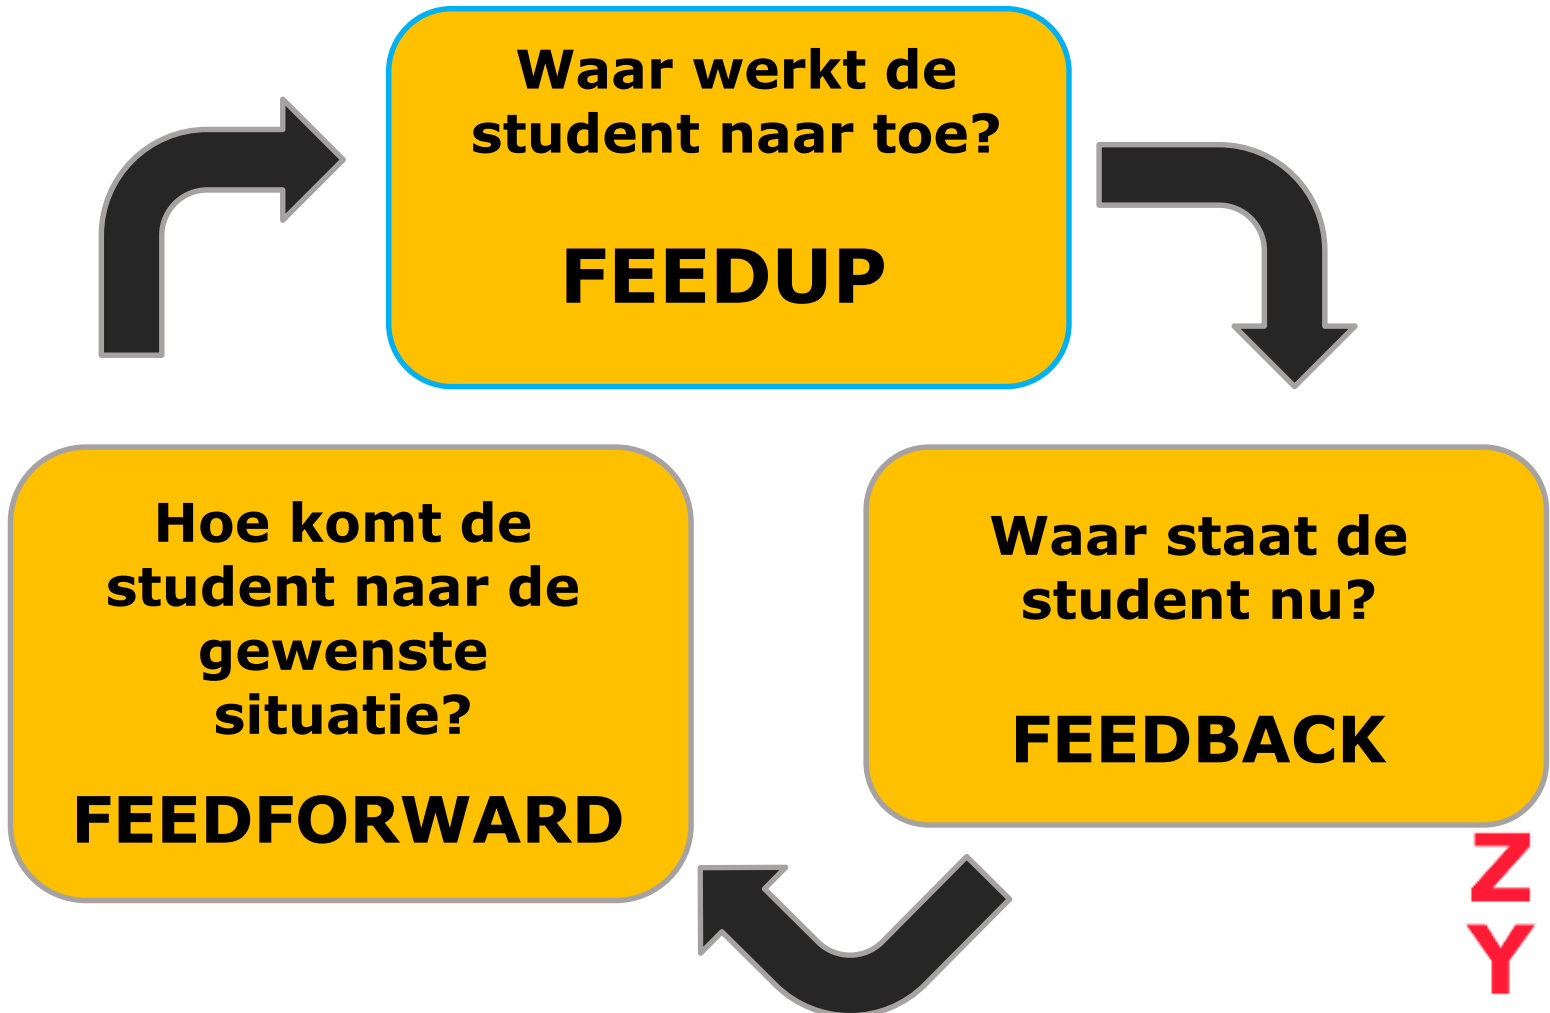 Waar werkt de
student naar toe?
FEEDUP
Waar staat de
student nu?
FEEDBACK
Hoe komt de
student naar de
gewenste
situatie?
FEEDFORWARD
Z
Y